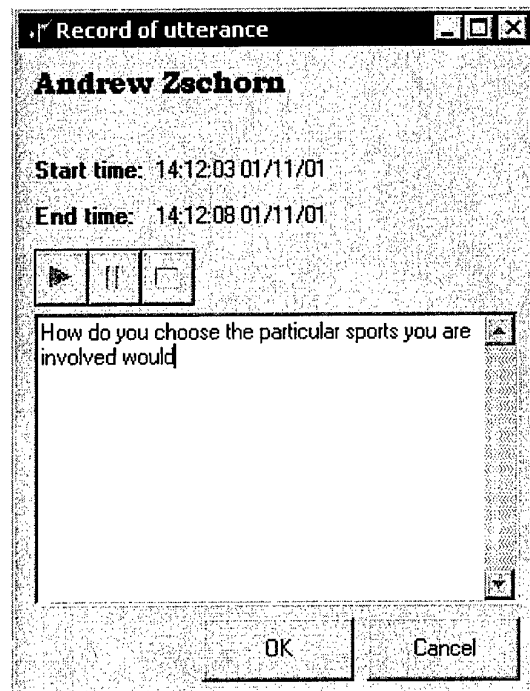 Record of utterance
Andrew Zschorn
Start time: 14:12:03 01/11/01
End time: 14:12:08 01/11/01
How do you choose the particular sports you are
involved would
OK Cancel